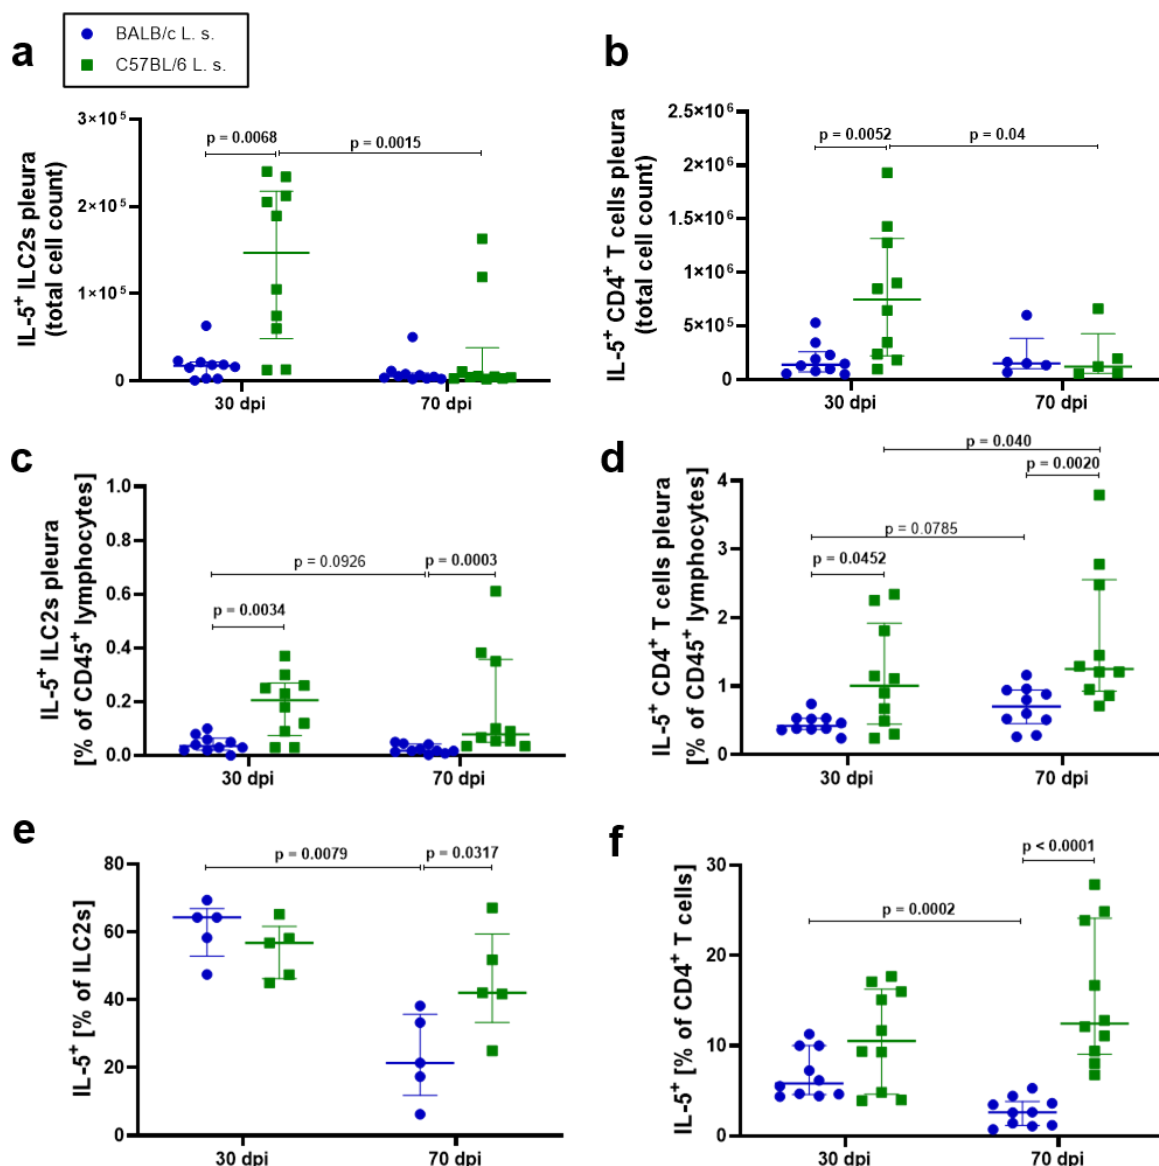 BALB/c L. s.
C57BL/6 L. s.
a
IL-5⁺ ILC2s pleura
(total cell count)
3×10⁵
2×10⁵
1×10⁵
0
p = 0.0068
p = 0.0015
30 dpi
70 dpi
b
IL-5⁺ CD4⁺ T cells pleura
(total cell count)
2.5×10⁶
2×10⁶
1.5×10⁶
1×10⁶
5×10⁵
0
p = 0.0052
p = 0.04
30 dpi
70 dpi
c
IL-5⁺ ILC2s pleura
[% of CD45⁺ lymphocytes]
1.0
0.8
0.6
0.4
0.2
0.0
p = 0.0926
p = 0.0003
p = 0.0034
30 dpi
70 dpi
d
IL-5⁺ CD4⁺ T cells pleura
[% of CD45⁺ lymphocytes]
4
3
2
1
0
p = 0.040
p = 0.0020
p = 0.0785
p = 0.0452
30 dpi
70 dpi
e
IL-5⁺ [% of ILC2s]
80
60
40
20
0
p = 0.0079
p = 0.0317
30 dpi
70 dpi
f
IL-5⁺ [% of CD4⁺ T cells]
30
20
10
0
p < 0.0001
p = 0.0002
30 dpi
70 dpi